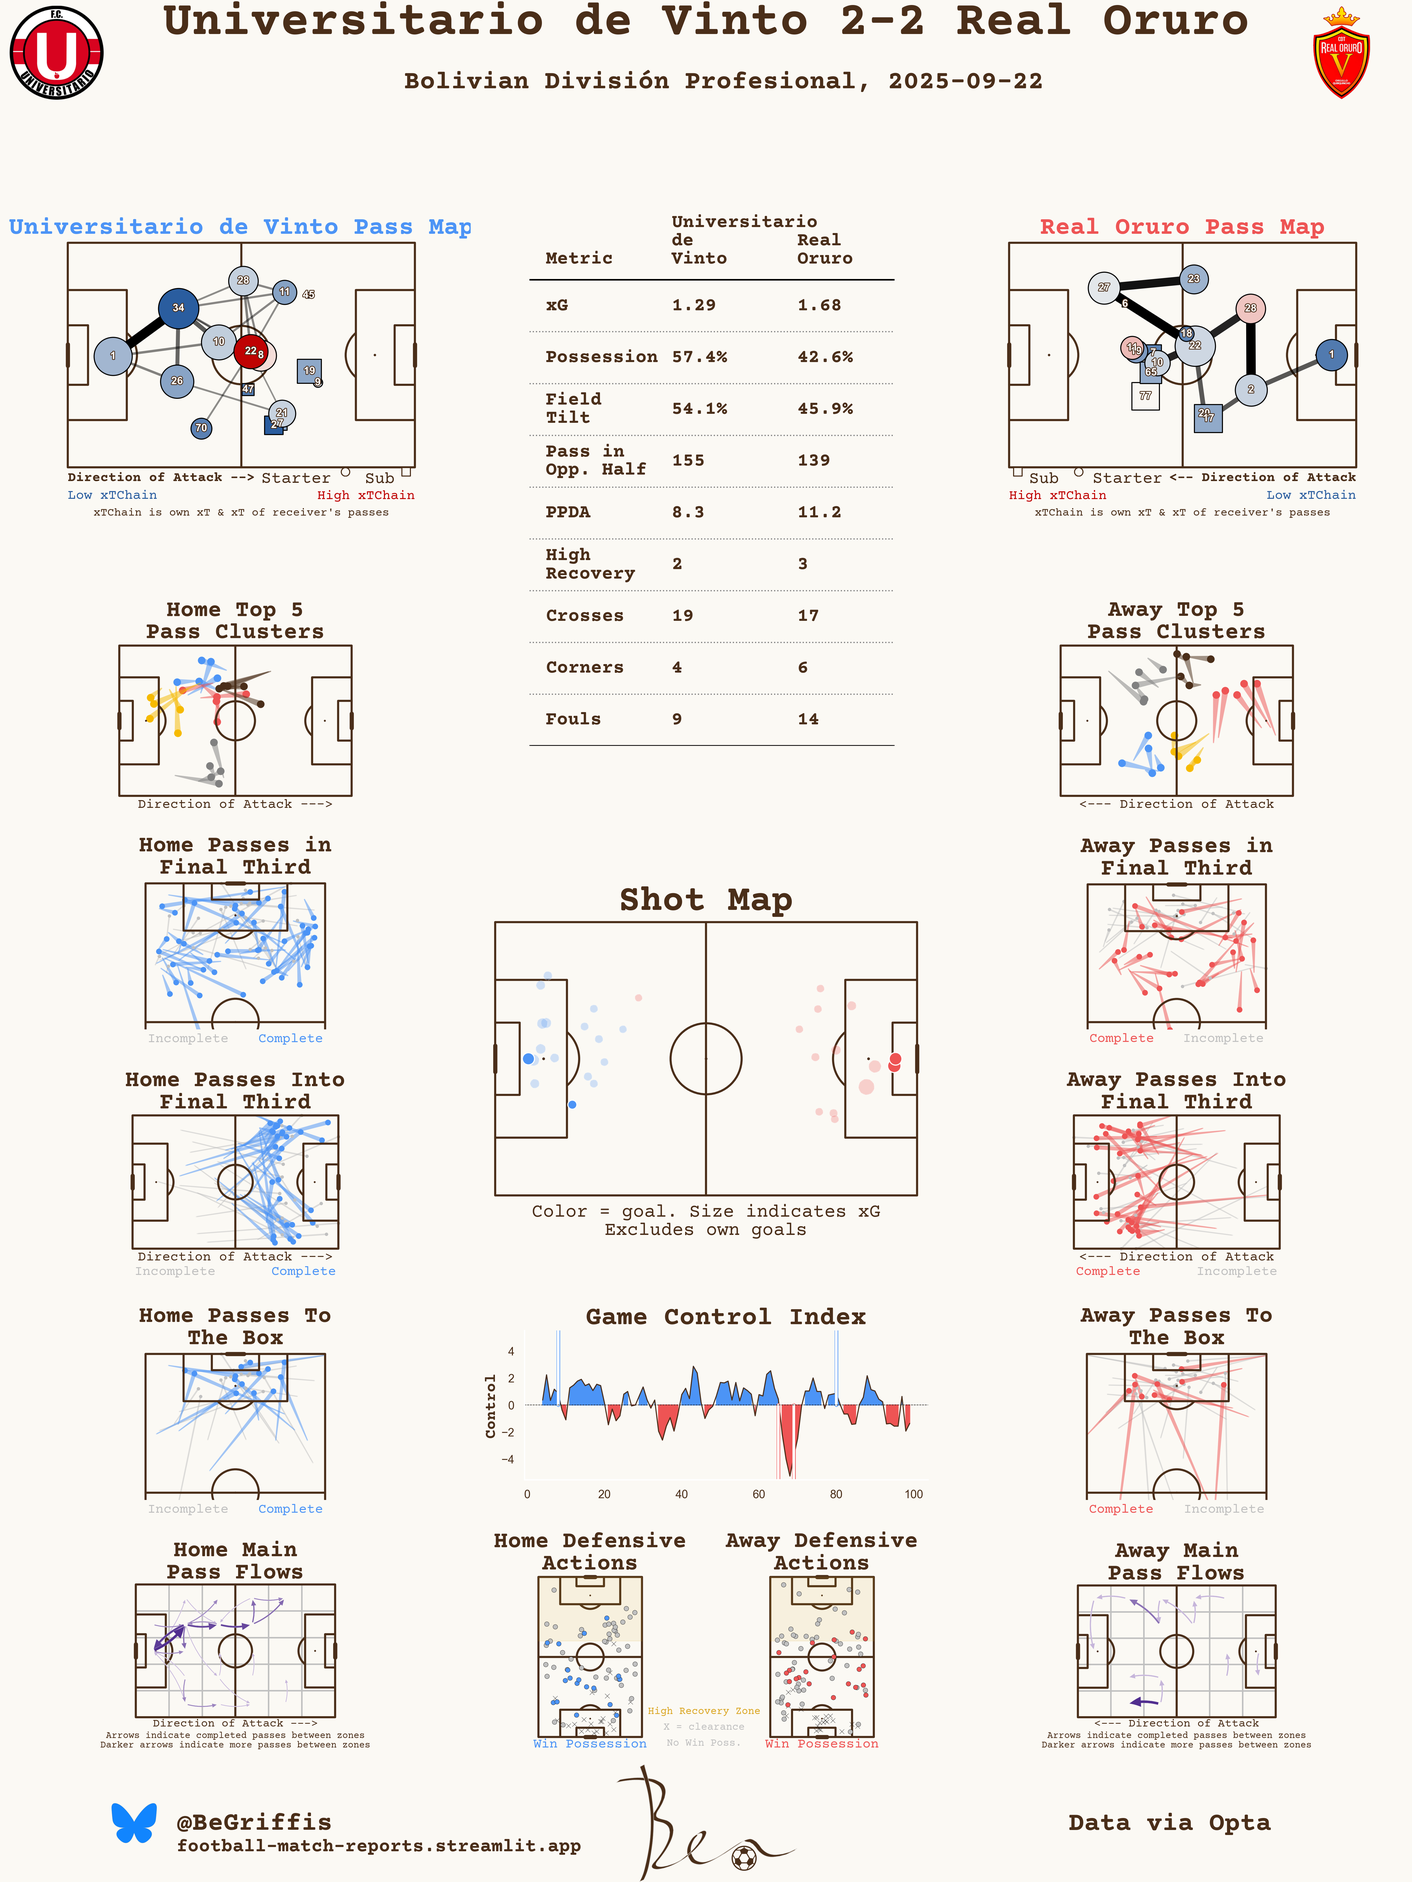 Universitario de Vinto 2-2 Real Oruro
Bolivian División Profesional, 2025-09-22
F.C.
U
UNIVERSITARIO
CDT
REAL ORURO
V
Universitario de Vinto Pass Map
34
28
11
45
1
10
22
8
26
19
9
47
21
27
70
Direction of Attack --> Starter Sub
Low xTChain High xTChain
xTChain is own xT & xT of receiver's passes
Metric Universitario de Vinto Real Oruro
xG 1.29 1.68
Possession 57.4% 42.6%
Field Tilt 54.1% 45.9%
Pass in Opp. Half 155 139
PPDA 8.3 11.2
High Recovery 2 3
Crosses 19 17
Corners 4 6
Fouls 9 14
Real Oruro Pass Map
27
23
6
28
18
22
11
19
7
10
65
77
1
2
20
17
Sub Starter <-- Direction of Attack
High xTChain Low xTChain
xTChain is own xT & xT of receiver's passes
Home Top 5
Pass Clusters
Direction of Attack --->
Away Top 5
Pass Clusters
<--- Direction of Attack
Home Passes in
Final Third
Incomplete Complete
Away Passes in
Final Third
Complete Incomplete
Shot Map
Color = goal. Size indicates xG
Excludes own goals
Home Passes Into
Final Third
Direction of Attack --->
Incomplete Complete
Away Passes Into
Final Third
<--- Direction of Attack
Complete Incomplete
Home Passes To
The Box
Incomplete Complete
Game Control Index
Control
4
2
0
−2
−4
0 20 40 60 80 100
Away Passes To
The Box
Complete Incomplete
Home Main
Pass Flows
Direction of Attack --->
Arrows indicate completed passes between zones
Darker arrows indicate more passes between zones
Home Defensive
Actions
Win Possession
Away Defensive
Actions
Win Possession
High Recovery Zone
X = clearance
No Win Poss.
Away Main
Pass Flows
<--- Direction of Attack
Arrows indicate completed passes between zones
Darker arrows indicate more passes between zones
@BeGriffis
football-match-reports.streamlit.app
Ben
Data via Opta